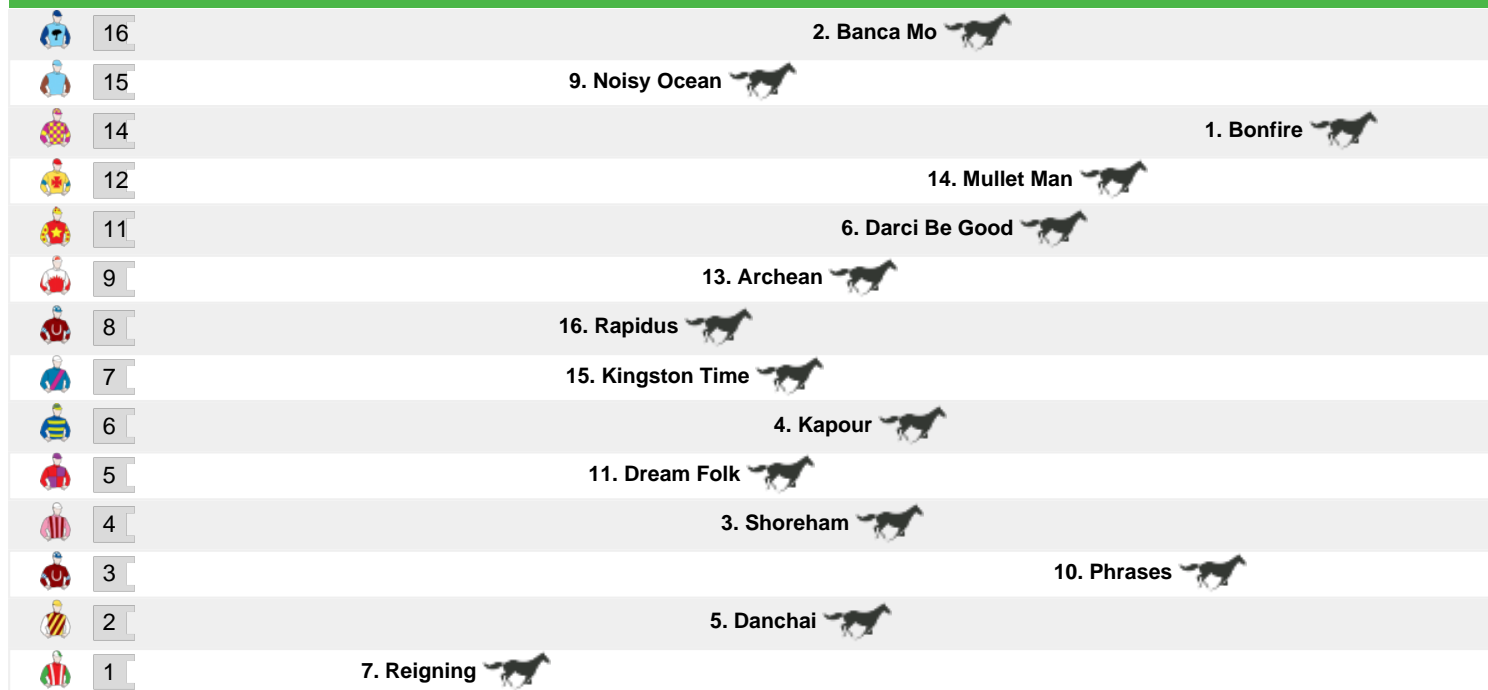 16 2. Banca Mo
15 9. Noisy Ocean
14 1. Bonfire
12 14. Mullet Man
11 6. Darci Be Good
9 13. Archean
8 16. Rapidus
7 15. Kingston Time
6 4. Kapour
5 11. Dream Folk
4 3. Shoreham
3 10. Phrases
2 5. Danchai
1 7. Reigning